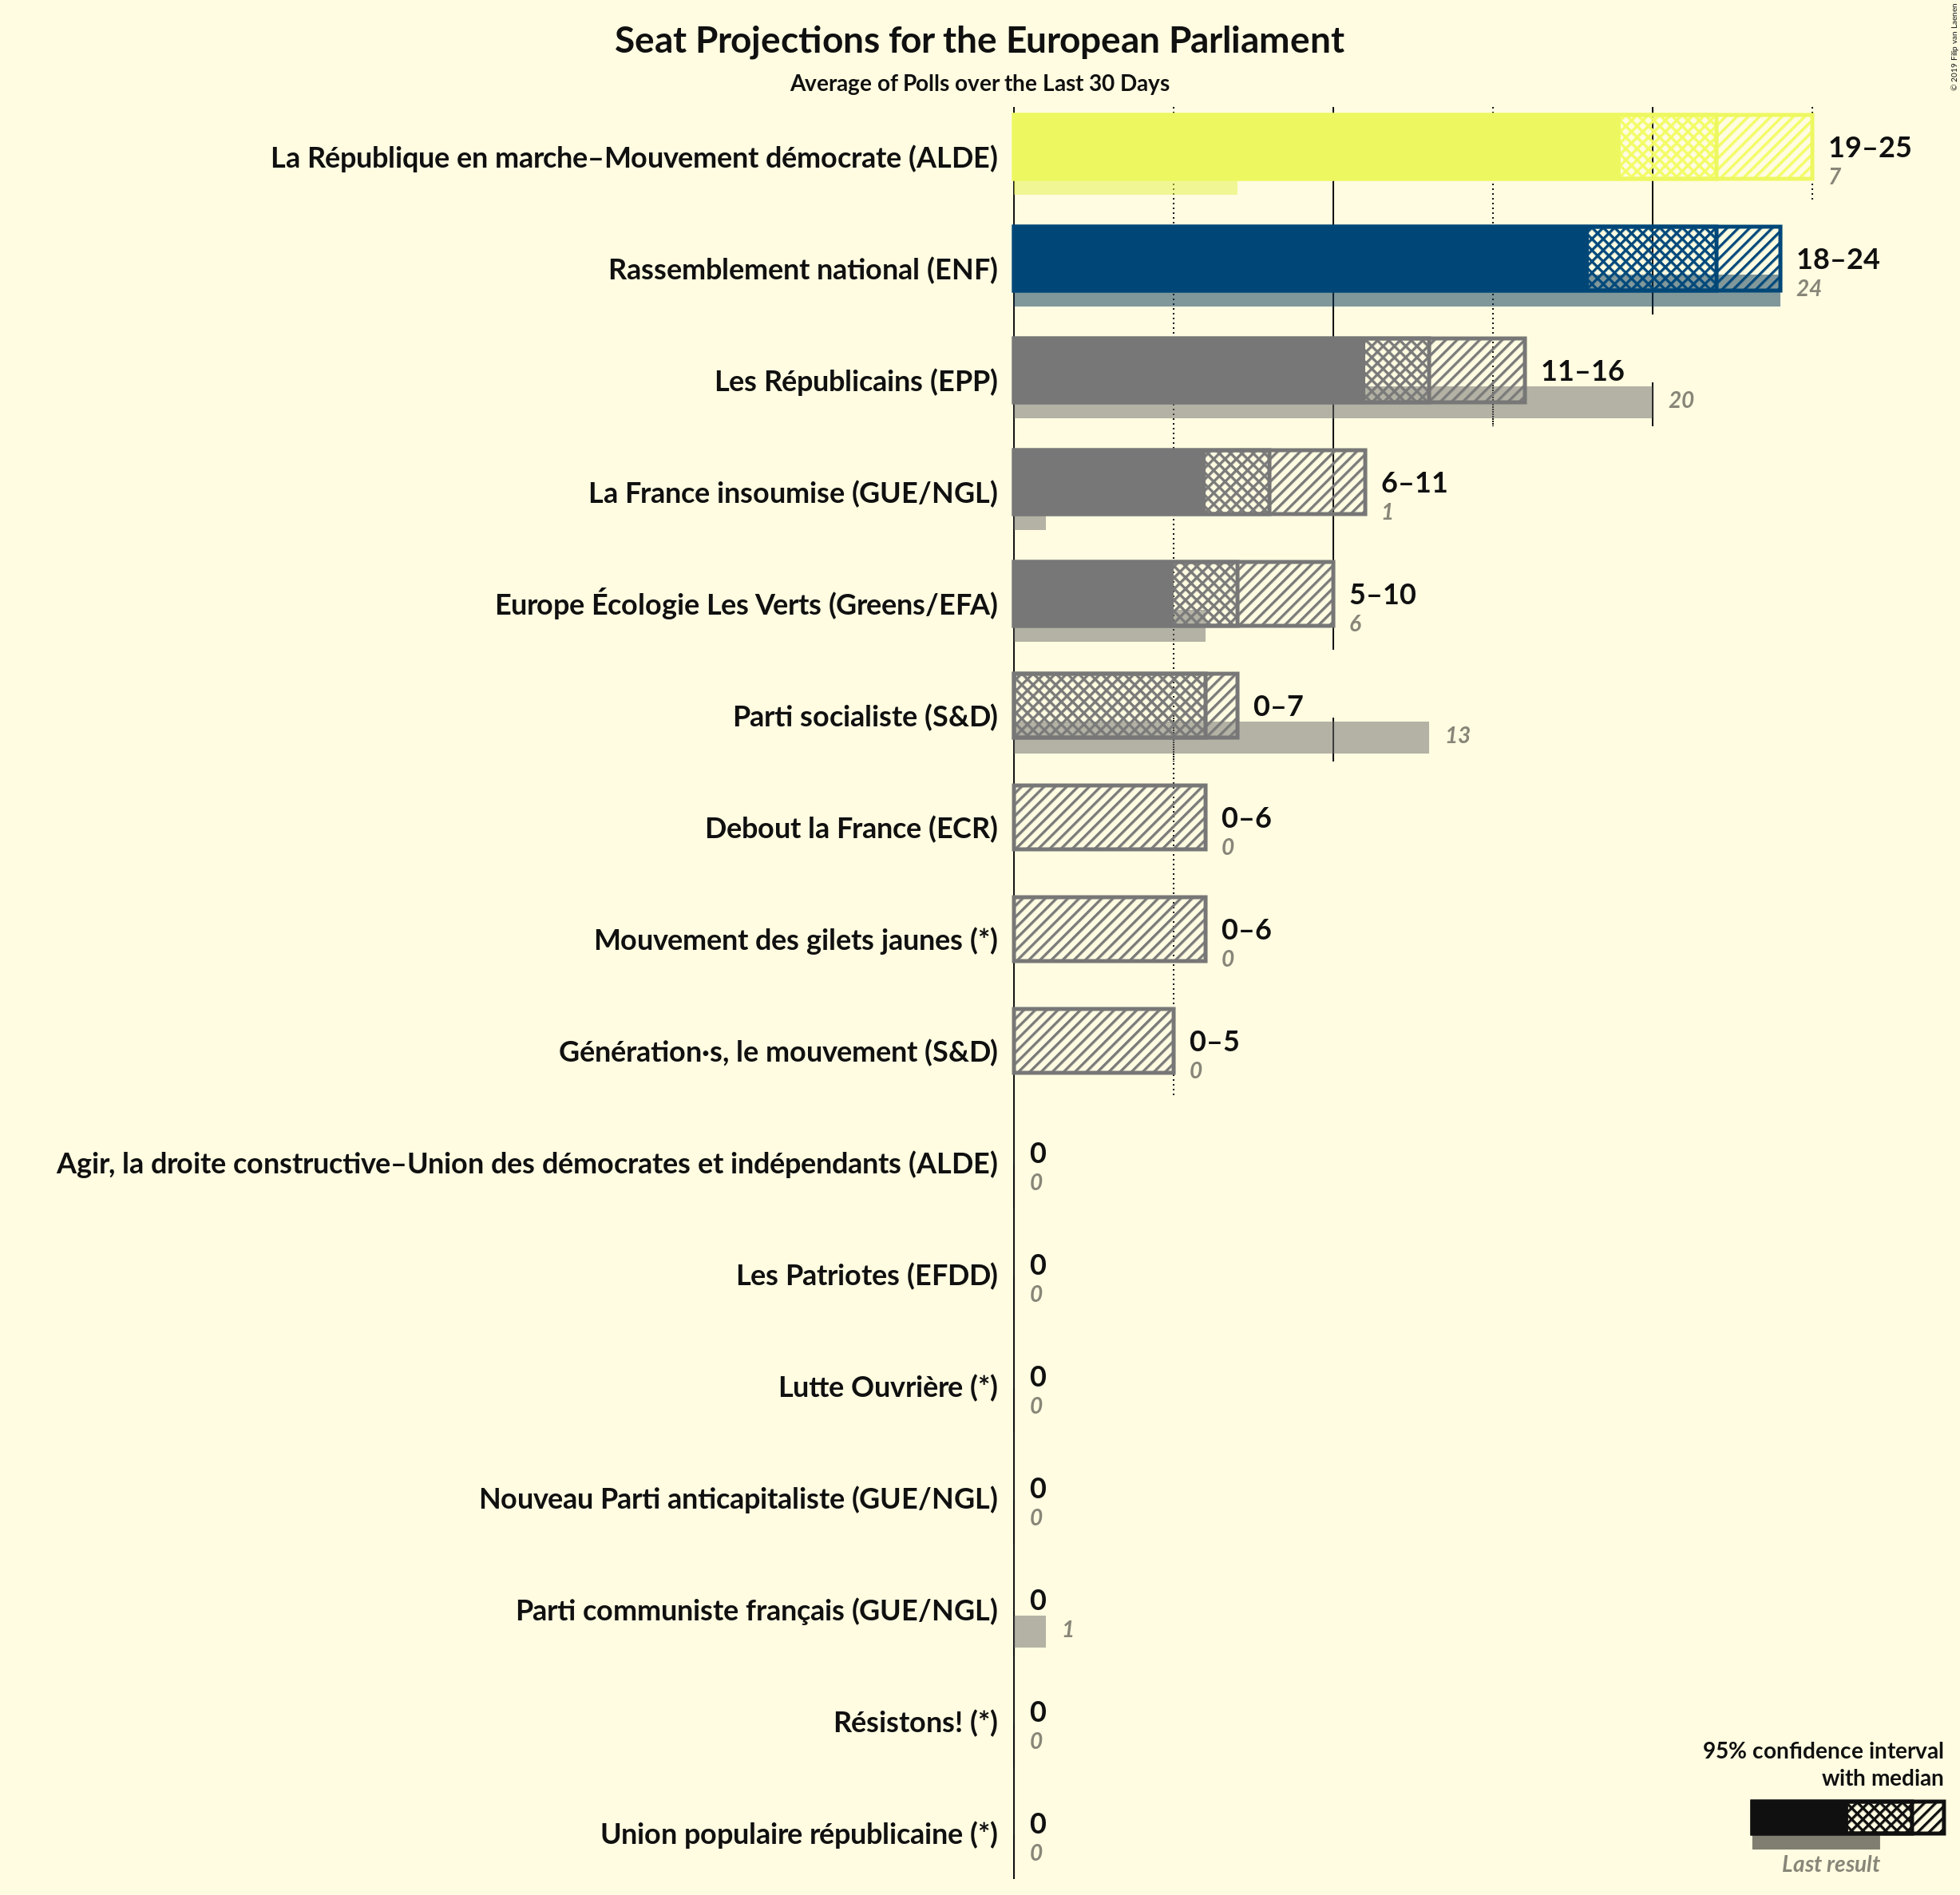 Seat Projections for the European Parliament
Average of Polls over the Last 30 Days
© 2019 Filip van Laenen
La République en marche–Mouvement démocrate (ALDE)
19–25
7
Rassemblement national (ENF)
18–24
24
Les Républicains (EPP)
11–16
20
La France insoumise (GUE/NGL)
6–11
1
Europe Écologie Les Verts (Greens/EFA)
5–10
6
Parti socialiste (S&D)
0–7
13
Debout la France (ECR)
0–6
0
Mouvement des gilets jaunes (*)
0–6
0
Génération·s, le mouvement (S&D)
0–5
0
Agir, la droite constructive–Union des démocrates et indépendants (ALDE)
0
0
Les Patriotes (EFDD)
0
0
Lutte Ouvrière (*)
0
0
Nouveau Parti anticapitaliste (GUE/NGL)
0
0
Parti communiste français (GUE/NGL)
0
1
Résistons! (*)
0
0
Union populaire républicaine (*)
0
0
95% confidence interval
with median
Last result